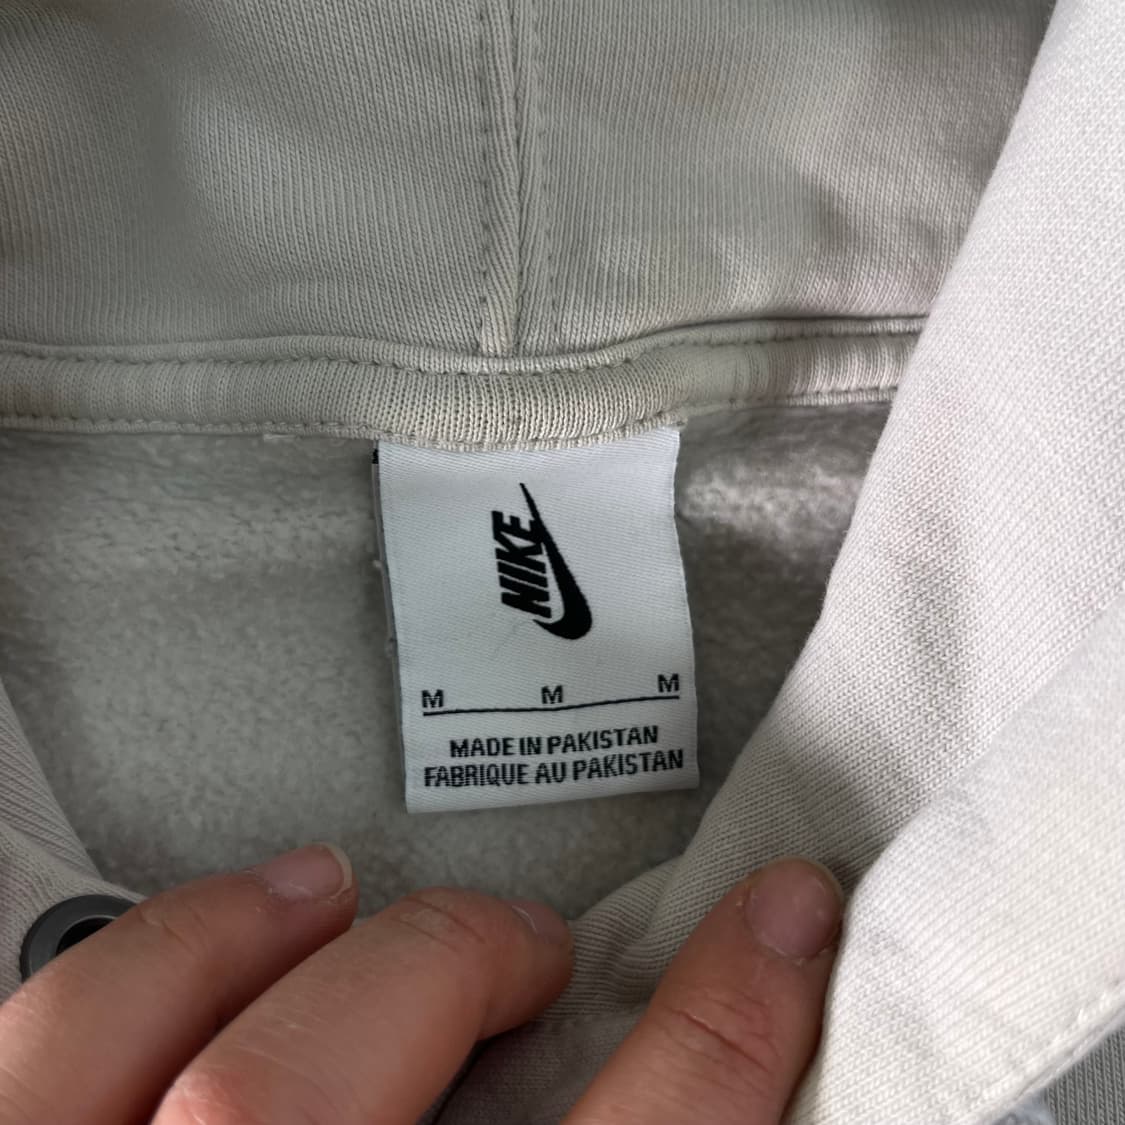 NIKE
M M M
MADE IN PAKISTAN
FABRIQUE AU PAKISTAN